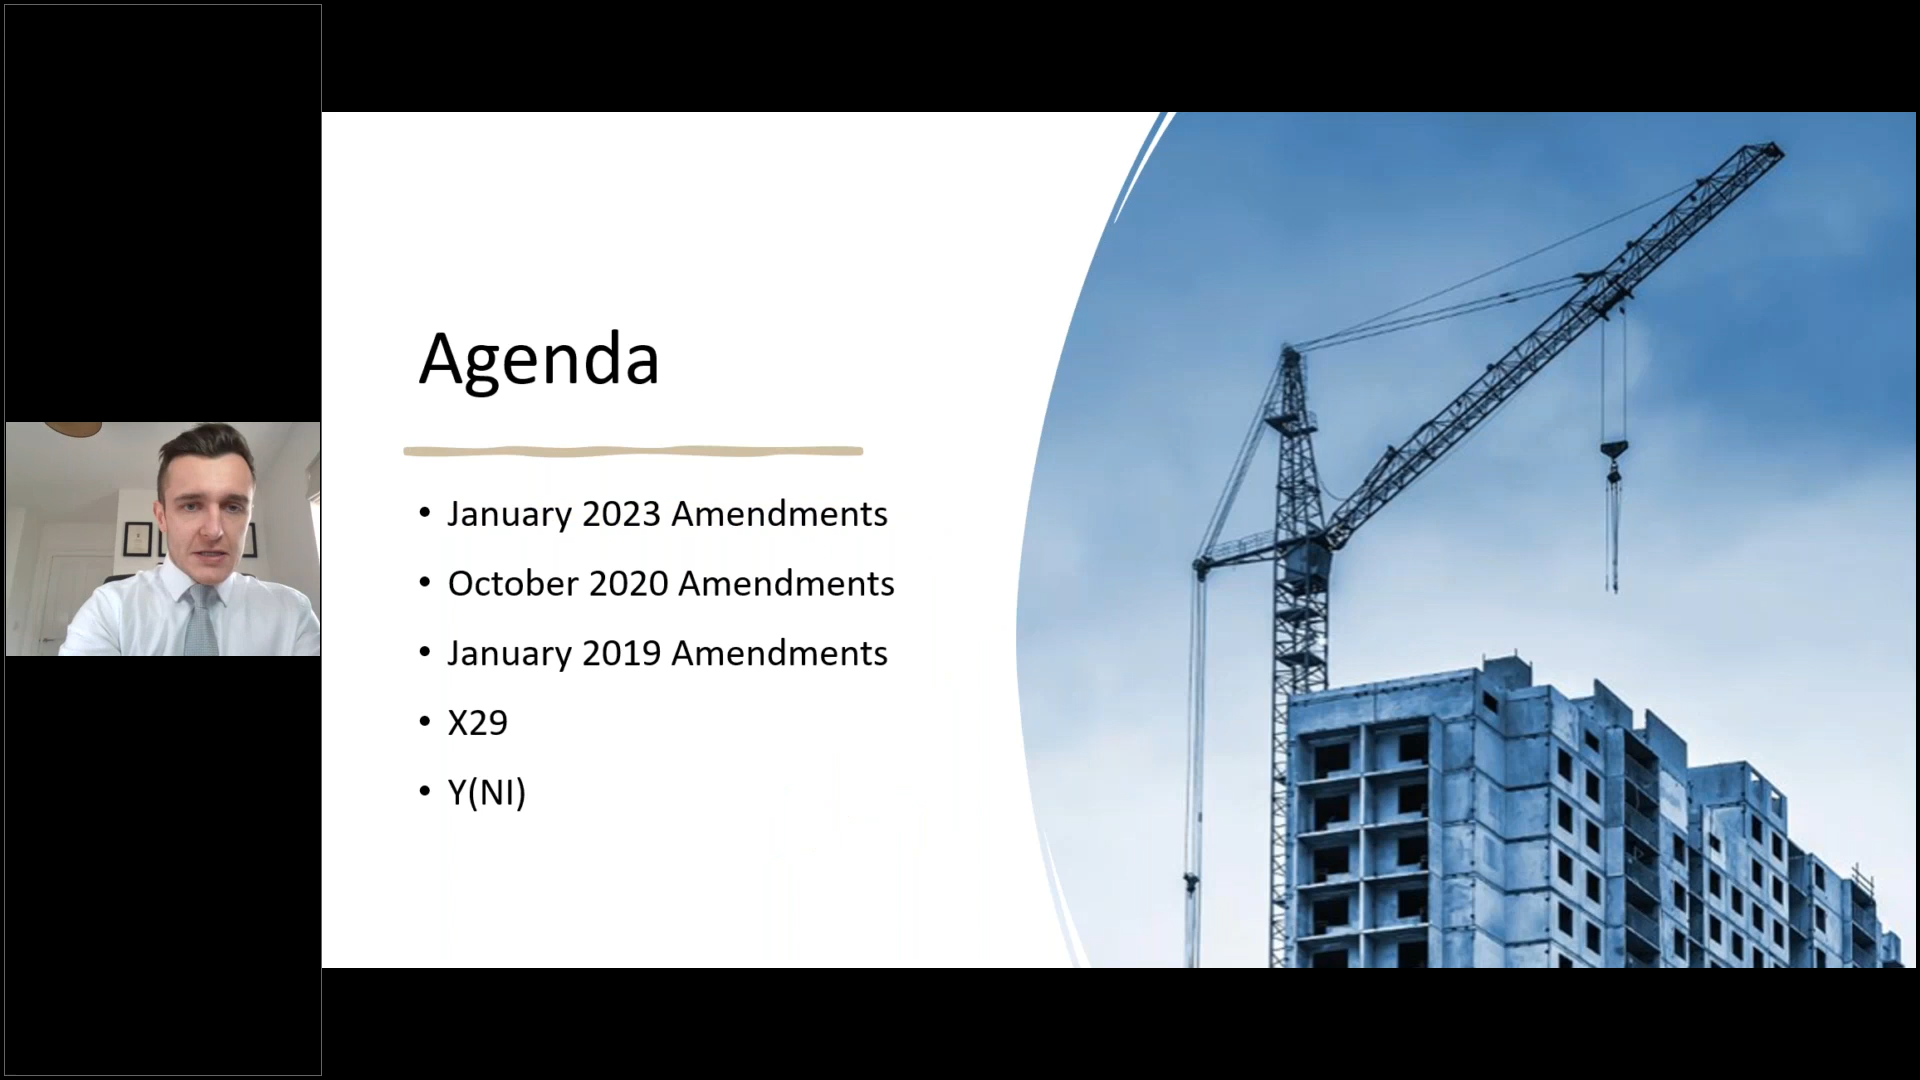 Agenda
• January 2023 Amendments
• October 2020 Amendments
• January 2019 Amendments
• X29
• Y(NI)